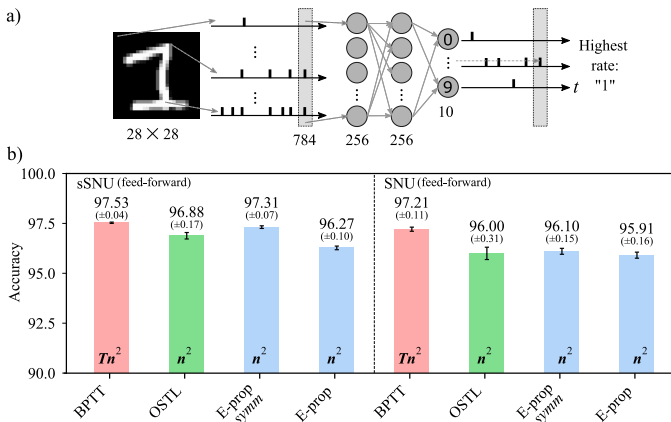 a)
28 × 28
784
256
256
0
9
10
t
Highest
rate:
"1"
b)
Accuracy
100.0
97.5
95.0
92.5
90.0
sSNU (feed-forward)
97.53
(±0.04)
96.88
(±0.17)
97.31
(±0.07)
96.27
(±0.10)
SNU (feed-forward)
97.21
(±0.11)
96.00
(±0.31)
96.10
(±0.15)
95.91
(±0.16)
Tn²
n²
n²
n²
Tn²
n²
n²
n²
BPTT
OSTL
E-prop
symm
E-prop
BPTT
OSTL
E-prop
symm
E-prop